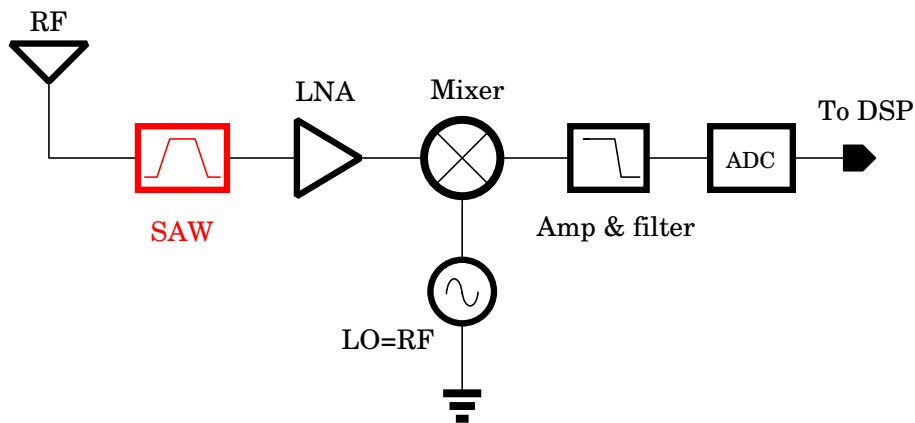 RF
LNA
Mixer
To DSP
ADC
SAW
Amp & filter
LO=RF